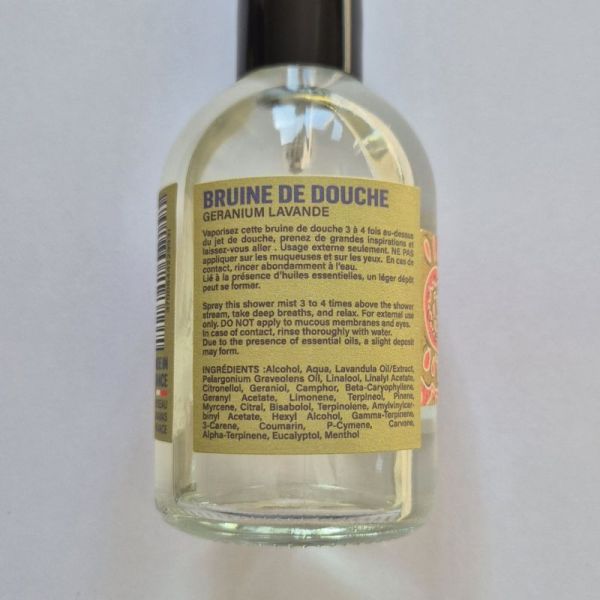 BRUINE DE DOUCHE
GERANIUM LAVANDE
Vaporisez cette bruine de douche 3 à 4 fois au-dessus
du jet de douche, prenez de grandes inspirations et
laissez-vous aller . Usage externe seulement. NE PAS
appliquer sur les muqueuses et sur les yeux. En cas de
contact, rincer abondamment à l'eau.
Lié à la présence d'huiles essentielles, un léger dépôt
peut se former.
Spray this shower mist 3 to 4 times above the shower
stream, take deep breaths, and relax. For external use
only. DO NOT apply to mucous membranes and eyes.
In case of contact, rinse thoroughly with water.
Due to the presence of essential oils, a slight deposit
may form.
INGRÉDIENTS :Alcohol, Aqua, Lavandula Oil/Extract,
Pelargonium Graveolens Oil, Linalool, Linalyl Acetate,
Citronellol, Geraniol, Camphor, Beta-Caryophyllene,
Geranyl Acetate, Limonene, Terpineol, Pinene,
Myrcene, Citral, Bisabolol, Terpinolene, Amylvinylcar-
binyl Acetate, Hexyl Alcohol, Gamma-Terpinene,
3-Carene, Coumarin, P-Cymene, Carvone,
Alpha-Terpinene, Eucalyptol, Menthol